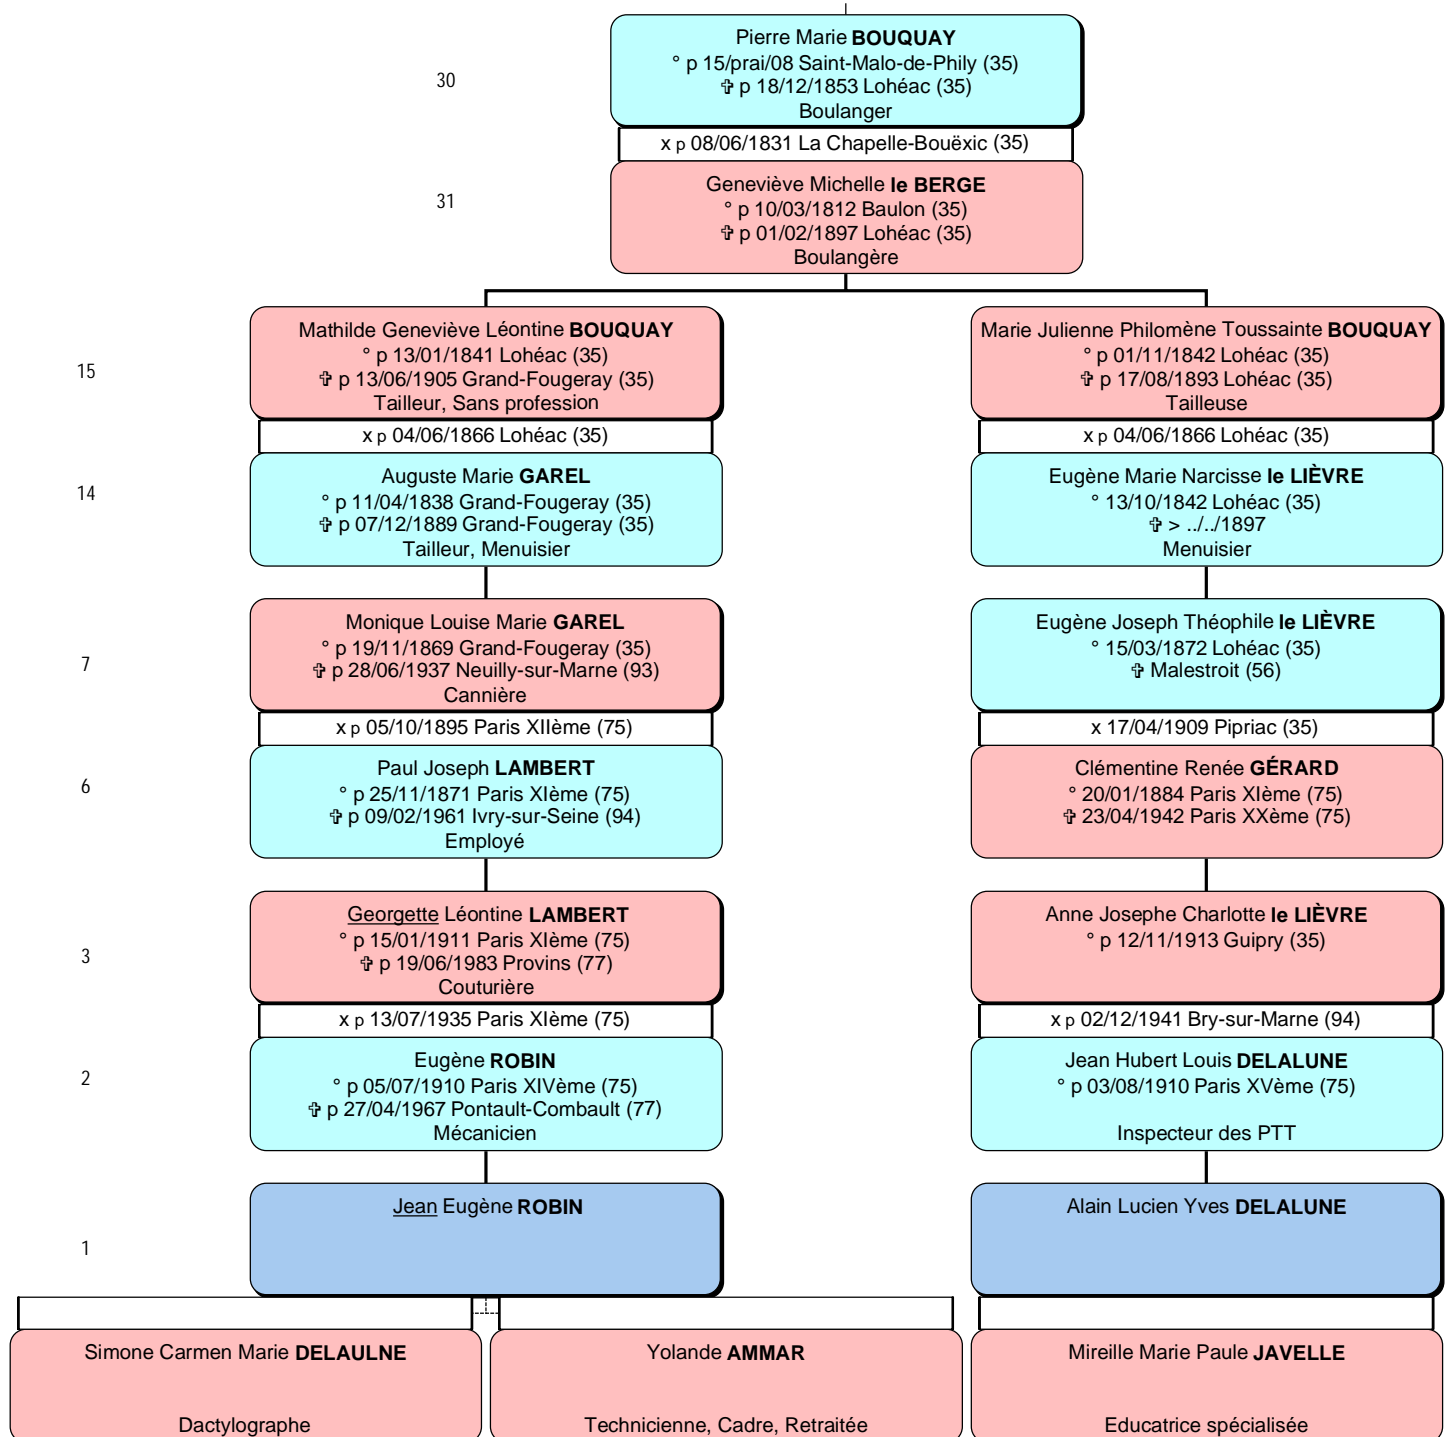 30
Pierre Marie BOUQUAY
° p 15/prai/08 Saint-Malo-de-Phily (35)
✞ p 18/12/1853 Lohéac (35)
Boulanger
x p 08/06/1831 La Chapelle-Bouëxic (35)
31
Geneviève Michelle le BERGE
° p 10/03/1812 Baulon (35)
✞ p 01/02/1897 Lohéac (35)
Boulangère
15
Mathilde Geneviève Léontine BOUQUAY
° p 13/01/1841 Lohéac (35)
✞ p 13/06/1905 Grand-Fougeray (35)
Tailleur, Sans profession
x p 04/06/1866 Lohéac (35)
Marie Julienne Philomène Toussainte BOUQUAY
° p 01/11/1842 Lohéac (35)
✞ p 17/08/1893 Lohéac (35)
Tailleuse
x p 04/06/1866 Lohéac (35)
14
Auguste Marie GAREL
° p 11/04/1838 Grand-Fougeray (35)
✞ p 07/12/1889 Grand-Fougeray (35)
Tailleur, Menuisier
Eugène Marie Narcisse le LIÈVRE
° 13/10/1842 Lohéac (35)
✞ > ../../1897
Menuisier
7
Monique Louise Marie GAREL
° p 19/11/1869 Grand-Fougeray (35)
✞ p 28/06/1937 Neuilly-sur-Marne (93)
Cannière
x p 05/10/1895 Paris XIIème (75)
Eugène Joseph Théophile le LIÈVRE
° 15/03/1872 Lohéac (35)
✞ Malestroit (56)
x 17/04/1909 Pipriac (35)
6
Paul Joseph LAMBERT
° p 25/11/1871 Paris XIème (75)
✞ p 09/02/1961 Ivry-sur-Seine (94)
Employé
Clémentine Renée GÉRARD
° 20/01/1884 Paris XIème (75)
✞ 23/04/1942 Paris XXème (75)
3
Georgette Léontine LAMBERT
° p 15/01/1911 Paris XIème (75)
✞ p 19/06/1983 Provins (77)
Couturière
x p 13/07/1935 Paris XIème (75)
Anne Josephe Charlotte le LIÈVRE
° p 12/11/1913 Guipry (35)
x p 02/12/1941 Bry-sur-Marne (94)
2
Eugène ROBIN
° p 05/07/1910 Paris XIVème (75)
✞ p 27/04/1967 Pontault-Combault (77)
Mécanicien
Jean Hubert Louis DELALUNE
° p 03/08/1910 Paris XVème (75)
Inspecteur des PTT
1
Jean Eugène ROBIN
Alain Lucien Yves DELALUNE
Simone Carmen Marie DELAULNE
Dactylographe
Yolande AMMAR
Technicienne, Cadre, Retraitée
Mireille Marie Paule JAVELLE
Educatrice spécialisée